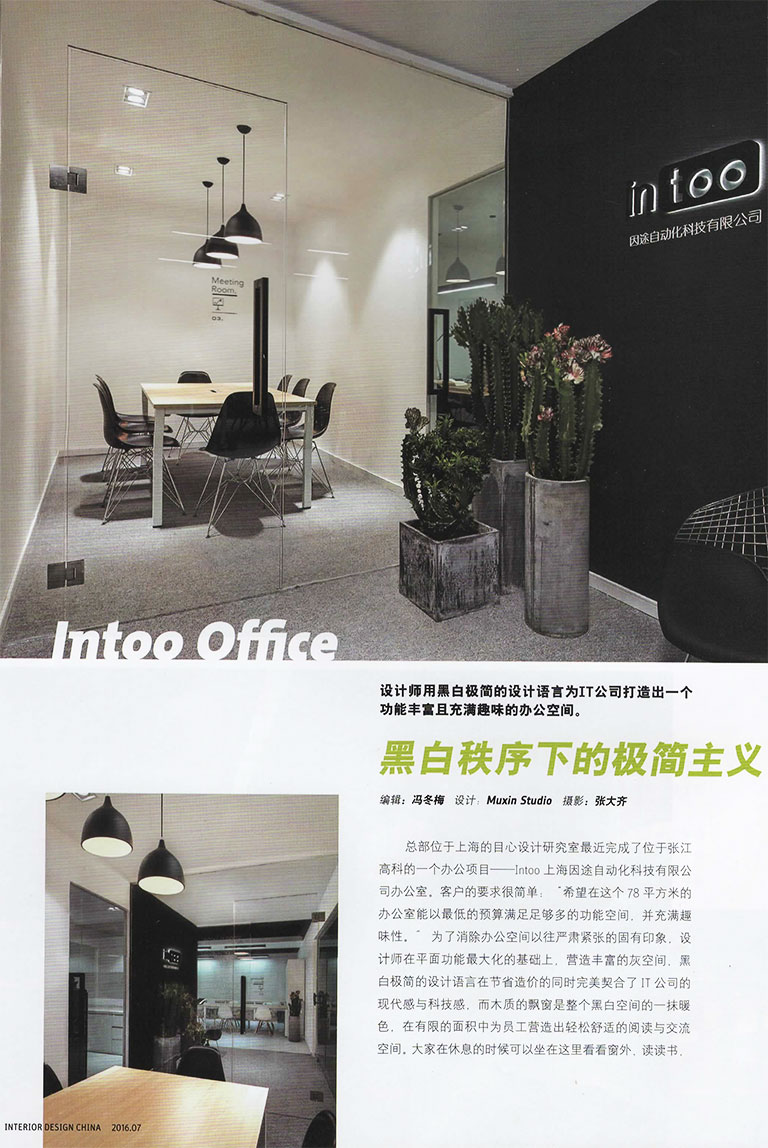 in too
因途自动化科技有限公司
Meeting
Room.
03.
Intoo Office
设计师用黑白极简的设计语言为IT公司打造出一个
功能丰富且充满趣味的办公空间。
黑白秩序下的极简主义
编辑：冯冬梅 设计：Muxin Studio 摄影：张大齐
总部位于上海的目心设计研究室最近完成了位于张江
高科的一个办公项目——Intoo 上海因途自动化科技有限公
司办公室。客户的要求很简单：“希望在这个 78 平方米的
办公室能以最低的预算满足足够多的功能空间，并充满趣
味性。” 为了消除办公空间以往严肃紧张的固有印象，设
计师在平面功能最大化的基础上，营造丰富的灰空间，黑
白极简的设计语言在节省造价的同时完美契合了 IT 公司的
现代感与科技感，而木质的飘窗是整个黑白空间的一抹暖
色，在有限的面积中为员工营造出轻松舒适的阅读与交流
空间。大家在休息的时候可以坐在这里看看窗外、读读书，
in too
INTERIOR DESIGN CHINA 2016.07